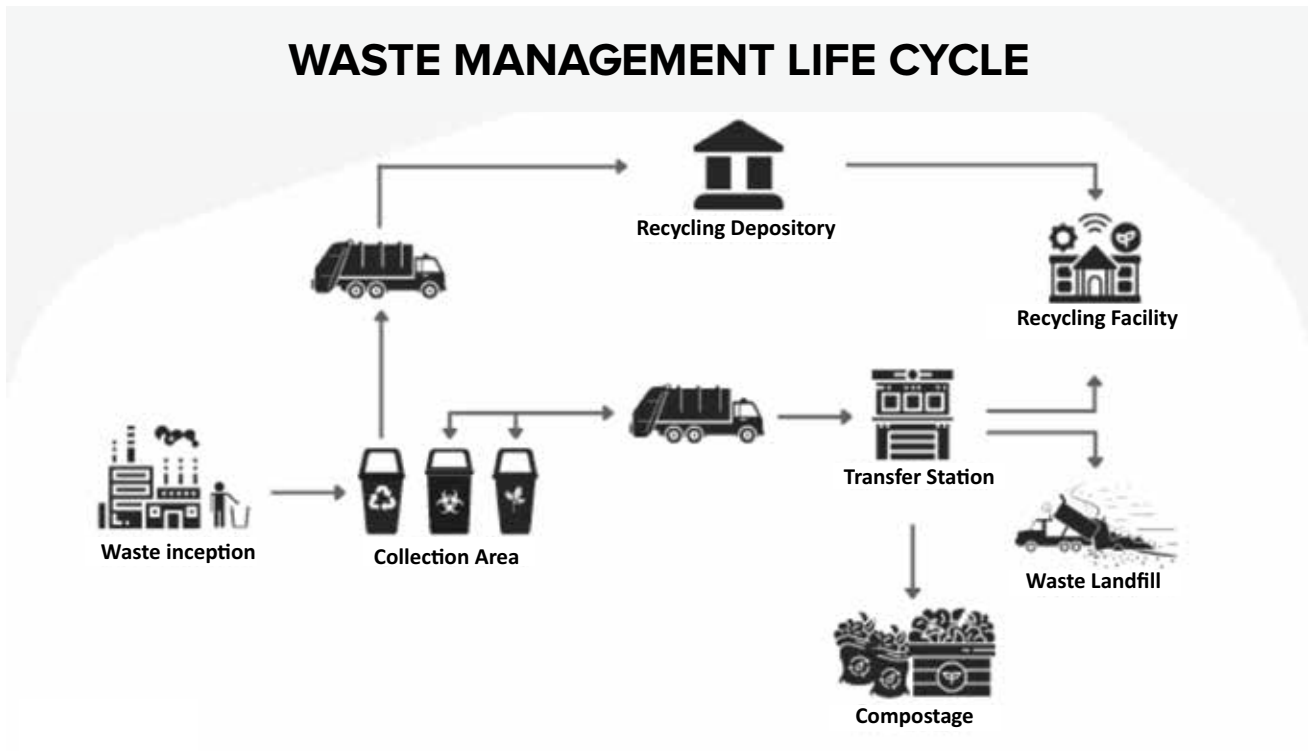 WASTE MANAGEMENT LIFE CYCLE
Recycling Depository
Recycling Facility
Transfer Station
Waste inception
Collection Area
Waste Landfill
Compostage